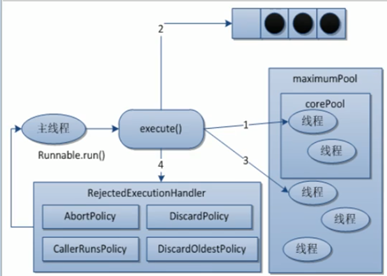 2
maximumPool
corePool
主线程
execute()
1
线程
线程
Runnable.run()
4
3
RejectedExecutionHandler
线程
AbortPolicy
DiscardPolicy
线程
CallerRunsPolicy
DiscardOldestPolicy
线程